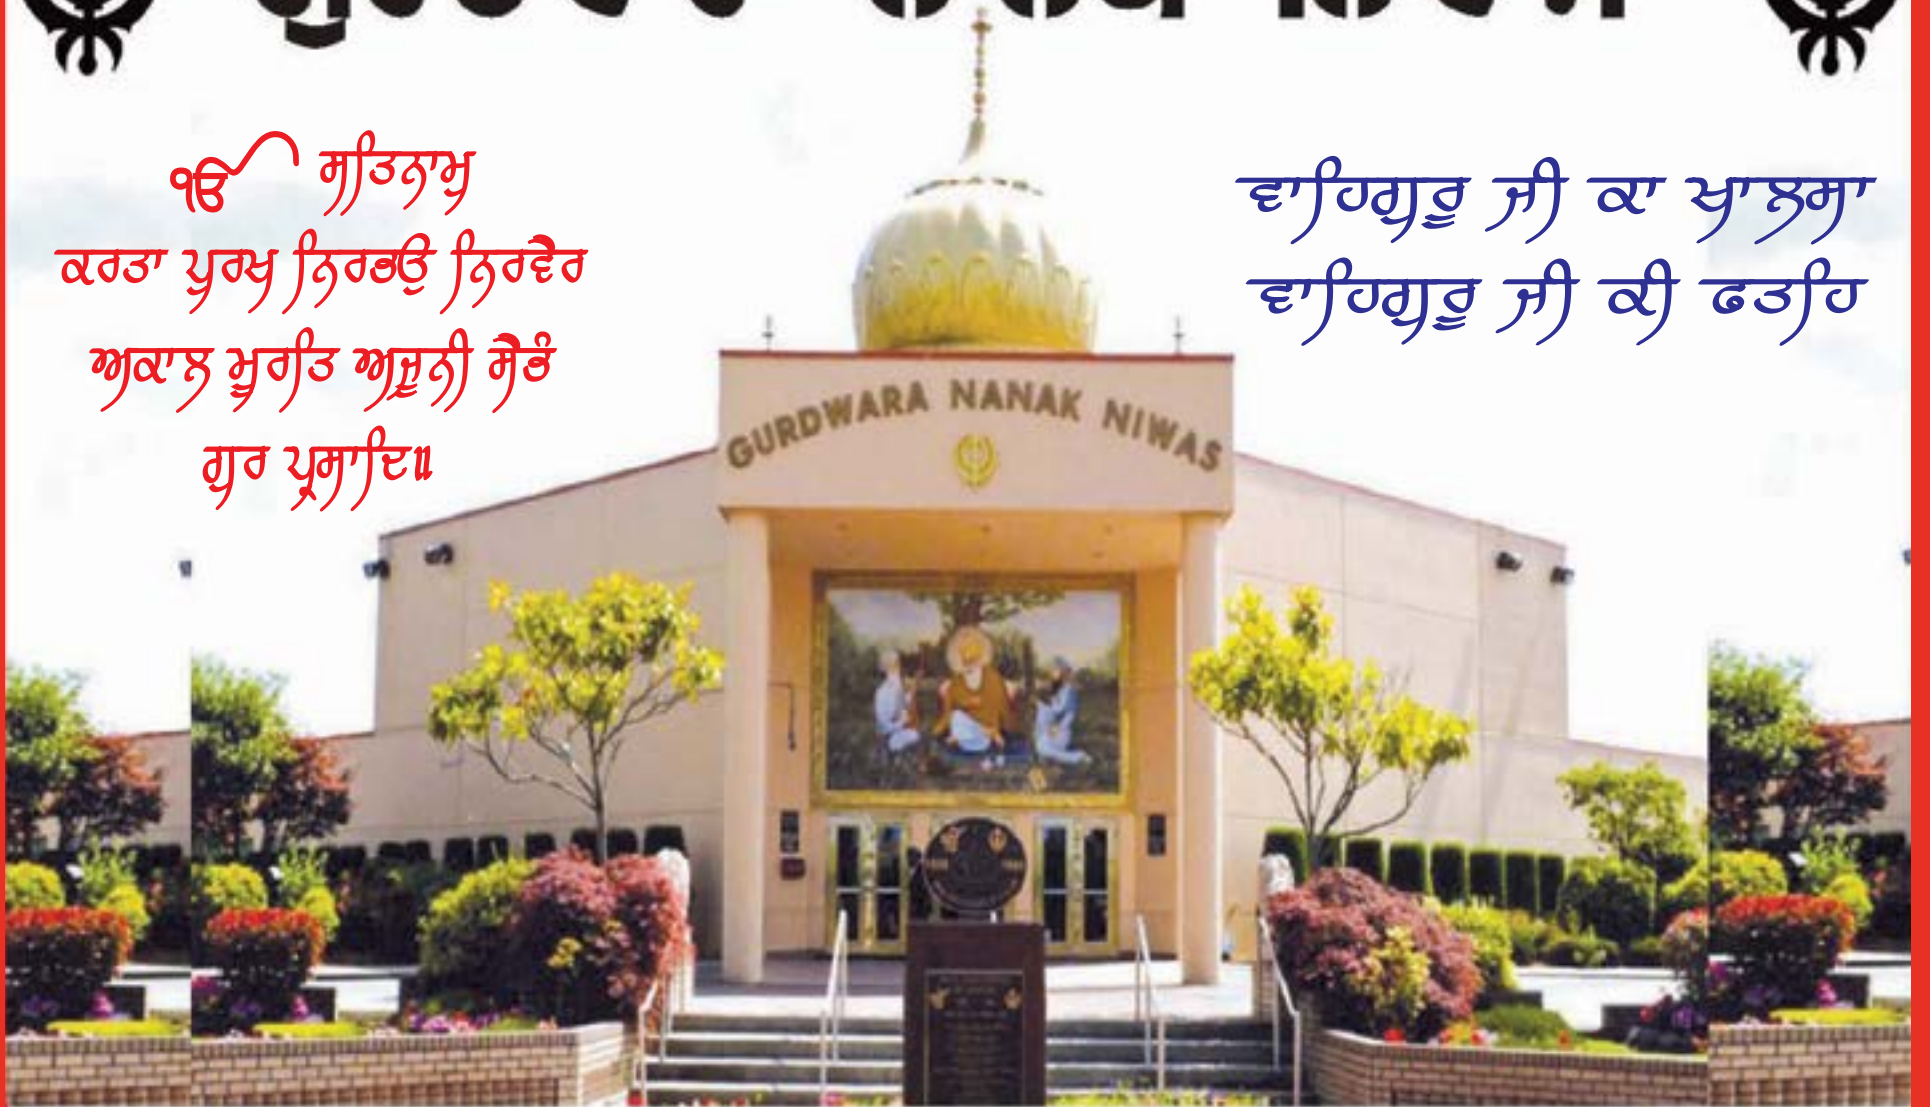 ੴ ਸਤਿਨਾਮੁ
ਕਰਤਾ ਪੁਰਖ ਨਿਰਭਉ ਨਿਰਵੈਰ
ਅਕਾਲ ਮੂਰਤਿ ਅਜੂਨੀ ਸੈਭੰ
ਗੁਰ ਪ੍ਰਸਾਦਿ॥
ਵਾਹਿਗੁਰੂ ਜੀ ਕਾ ਖਾਲਸਾ
ਵਾਹਿਗੁਰੂ ਜੀ ਕੀ ਫਤਹਿ
GURDWARA NANAK NIWAS